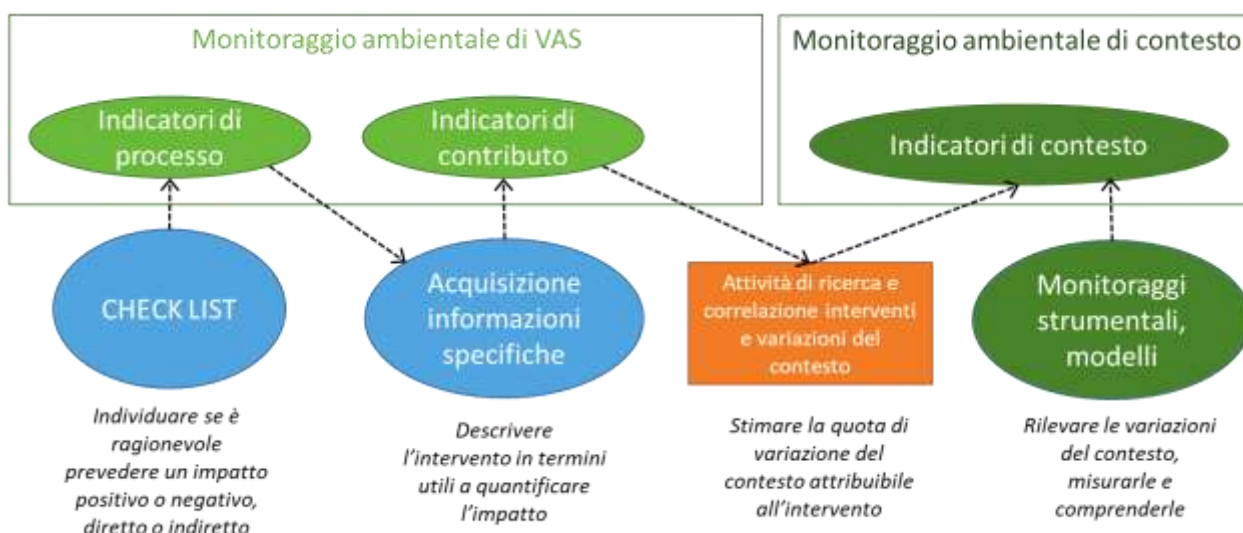 Monitoraggio ambientale di VAS
Monitoraggio ambientale di contesto
Indicatori di
processo
Indicatori di
contributo
Indicatori di contesto
CHECK LIST
Acquisizione
informazioni
specifiche
Attività di ricerca e
correlazione interventi
e variazioni del
contesto
Monitoraggi
strumentali,
modelli
Individuare se è
ragionevole
prevedere un impatto
positivo o negativo,
diretto o indiretto
Descrivere
l'intervento in termini
utili a quantificare
l'impatto
Stimare la quota di
variazione del
contesto attribuibile
all'intervento
Rilevare le variazioni
del contesto,
misurarle e
comprenderle